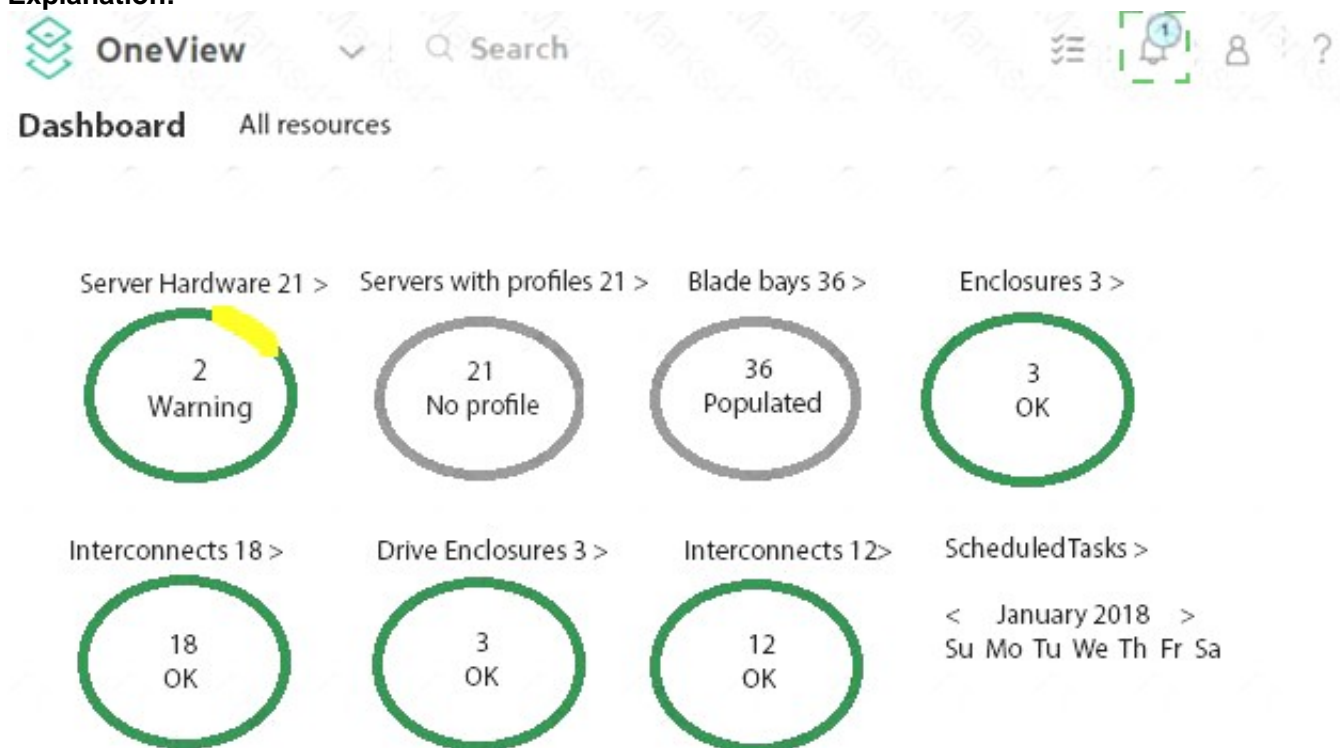 Explanation:
OneView Search 1 ?
Dashboard All resources
Server Hardware 21 > Servers with profiles 21 > Blade bays 36 > Enclosures 3 >
2 21 36 3
Warning No profile Populated OK
Interconnects 18 > Drive Enclosures 3 > Interconnects 12> ScheduledTasks >
< January 2018 >
Su Mo Tu We Th Fr Sa
18 3 12
OK OK OK